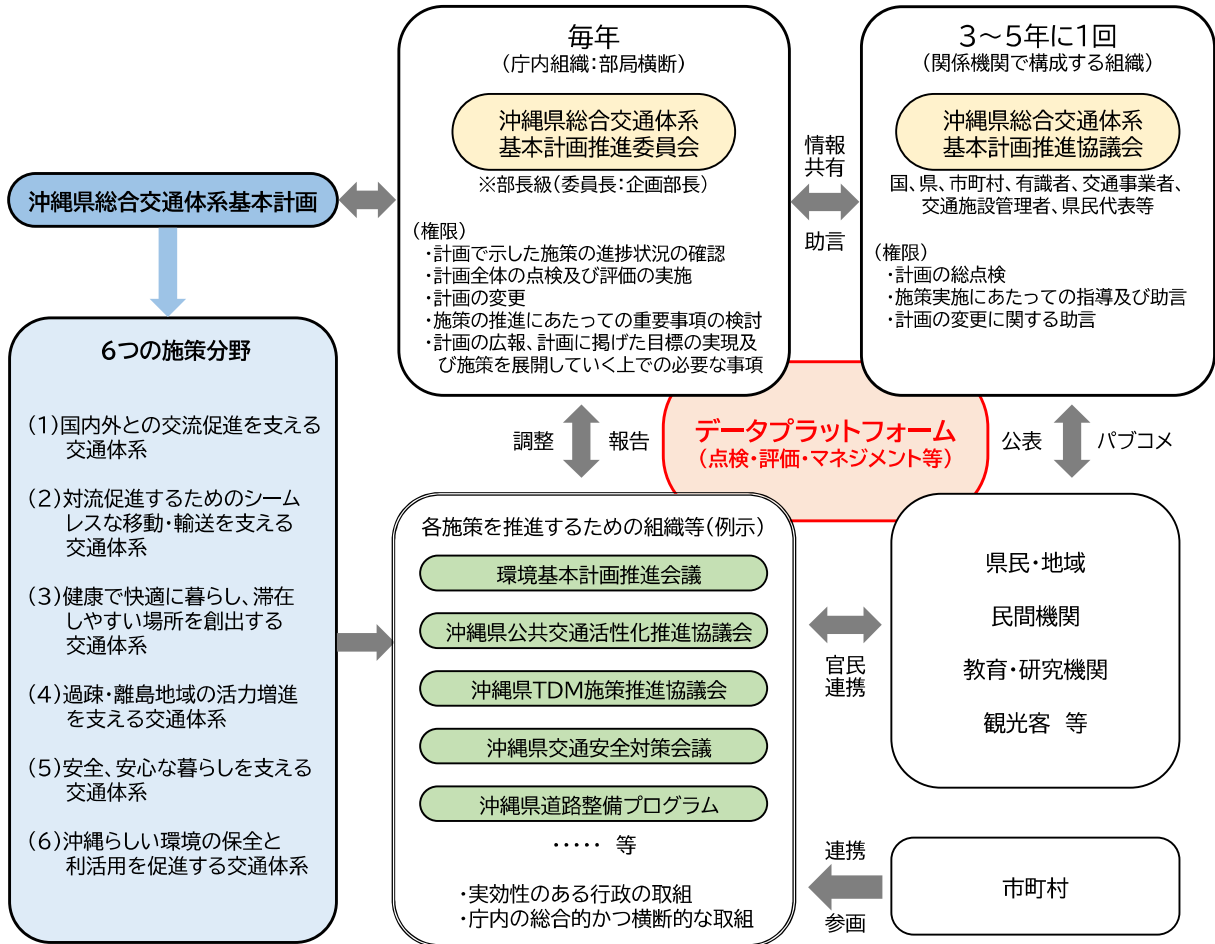 沖縄県総合交通体系基本計画
6つの施策分野
(1)国内外との交流促進を支える
交通体系
(2)対流促進するためのシーム
レスな移動・輸送を支える
交通体系
(3)健康で快適に暮らし、滞在
しやすい場所を創出する
交通体系
(4)過疎・離島地域の活力増進
を支える交通体系
(5)安全、安心な暮らしを支える
交通体系
(6)沖縄らしい環境の保全と
利活用を促進する交通体系
毎年
(庁内組織:部局横断)
沖縄県総合交通体系
基本計画推進委員会
※部長級(委員長:企画部長)
(権限)
・計画で示した施策の進捗状況の確認
・計画全体の点検及び評価の実施
・計画の変更
・施策の推進にあたっての重要事項の検討
・計画の広報、計画に掲げた目標の実現及
び施策を展開していく上での必要な事項
情報
共有
助言
3~5年に1回
(関係機関で構成する組織)
沖縄県総合交通体系
基本計画推進協議会
国、県、市町村、有識者、交通事業者、
交通施設管理者、県民代表等
(権限)
・計画の総点検
・施策実施にあたっての指導及び助言
・計画の変更に関する助言
調整
報告
データプラットフォーム
(点検・評価・マネジメント等)
公表
パブコメ
各施策を推進するための組織等(例示)
環境基本計画推進会議
沖縄県公共交通活性化推進協議会
沖縄県TDM施策推進協議会
沖縄県交通安全対策会議
沖縄県道路整備プログラム
・・・・・ 等
・実効性のある行政の取組
・庁内の総合的かつ横断的な取組
官民
連携
県民・地域
民間機関
教育・研究機関
観光客 等
連携
参画
市町村